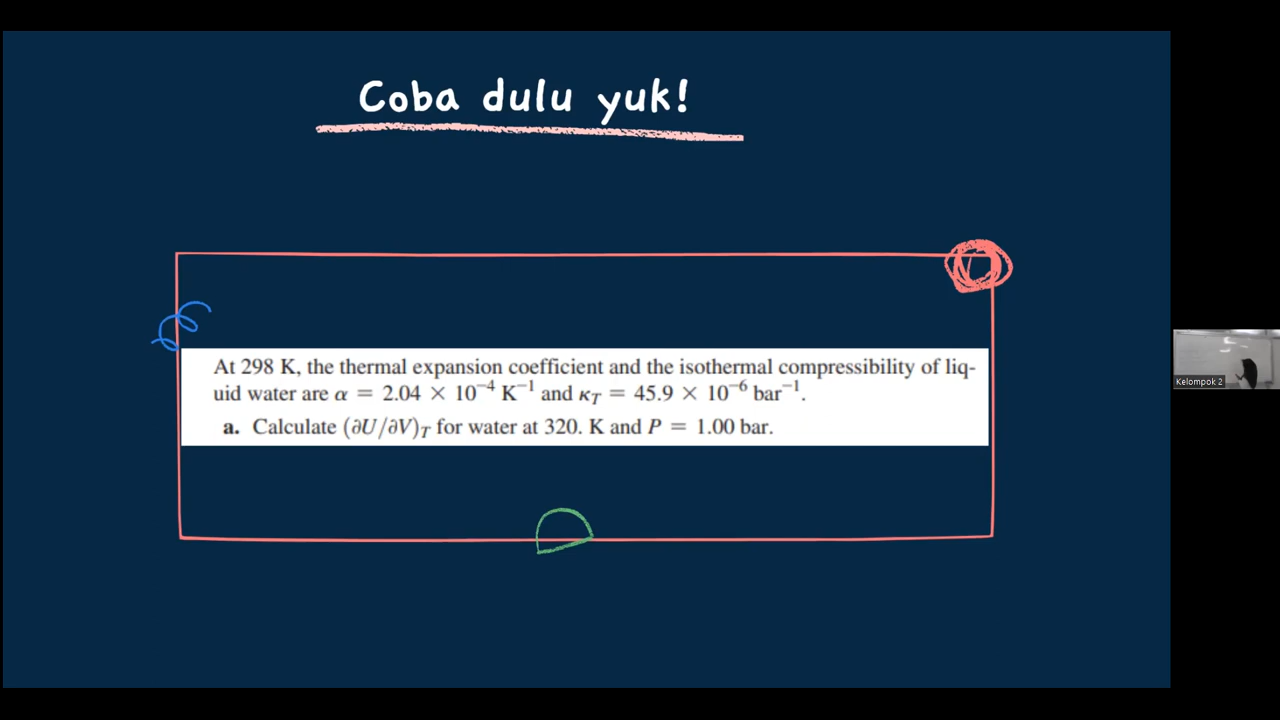 Coba dulu yuk!
At 298 K, the thermal expansion coefficient and the isothermal compressibility of liq-
uid water are α = 2.04 × 10⁻⁴ K⁻¹ and κ_T = 45.9 × 10⁻⁶ bar⁻¹.
a. Calculate (∂U/∂V)_T for water at 320. K and P = 1.00 bar.
Kelompok 2